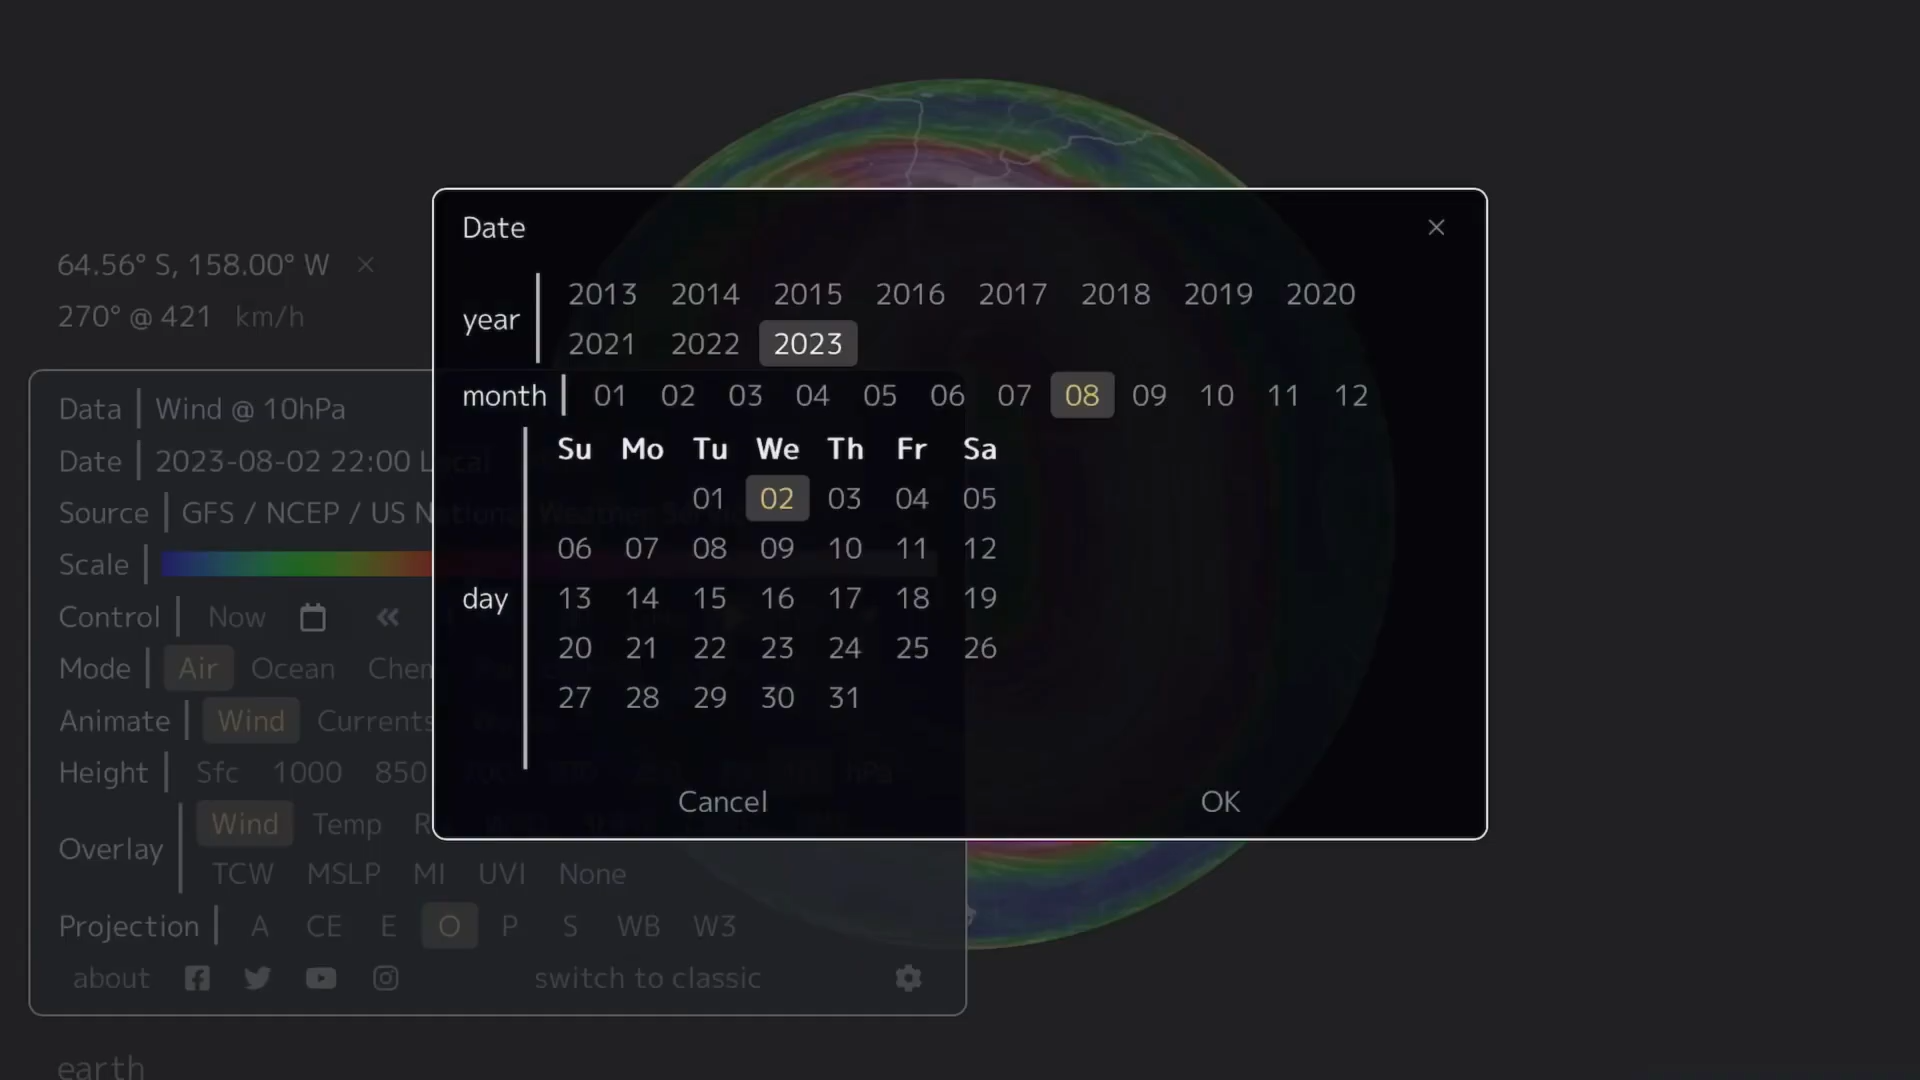 64.56° S, 158.00° W ×
270° @ 421 km/h
Data | Wind @ 10hPa
Date | 2023-08-02 22:00 Local
Source | GFS / NCEP / US National Weather
Scale
Control | Now
Mode | Air Ocean Chem
Animate | Wind Currents
Height | Sfc 1000 850 hPa
Overlay | Wind Temp
TCW MSLP MI UVI None
Projection | A CE E O P S WB W3
about switch to classic
earth
Date ×
year
2013 2014 2015 2016 2017 2018 2019 2020
2021 2022 2023
month 01 02 03 04 05 06 07 08 09 10 11 12
Su Mo Tu We Th Fr Sa
01 02 03 04 05
06 07 08 09 10 11 12
day 13 14 15 16 17 18 19
20 21 22 23 24 25 26
27 28 29 30 31
Cancel OK